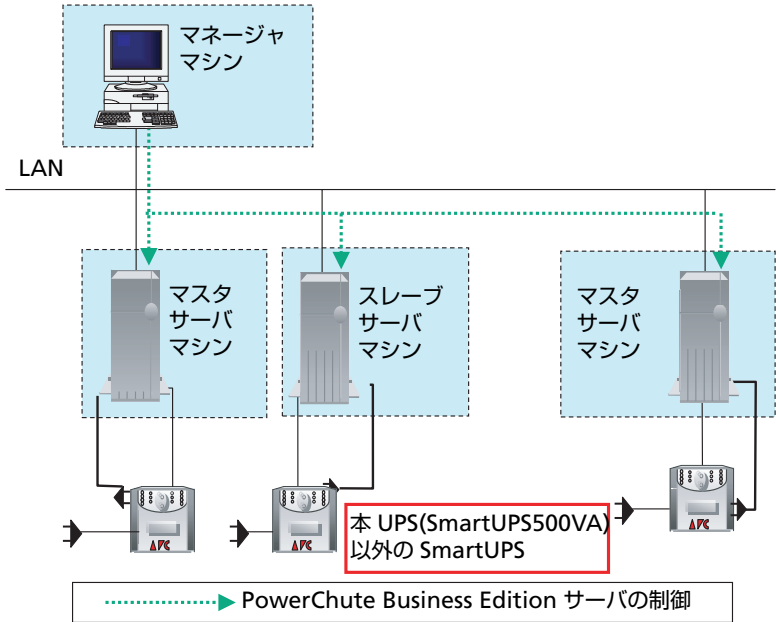 マネージャ
マシン
LAN
マスタ
サーバ
マシン
スレーブ
サーバ
マシン
マスタ
サーバ
マシン
APC
APC
APC
本 UPS(SmartUPS500VA)
以外の SmartUPS
PowerChute Business Edition サーバの制御